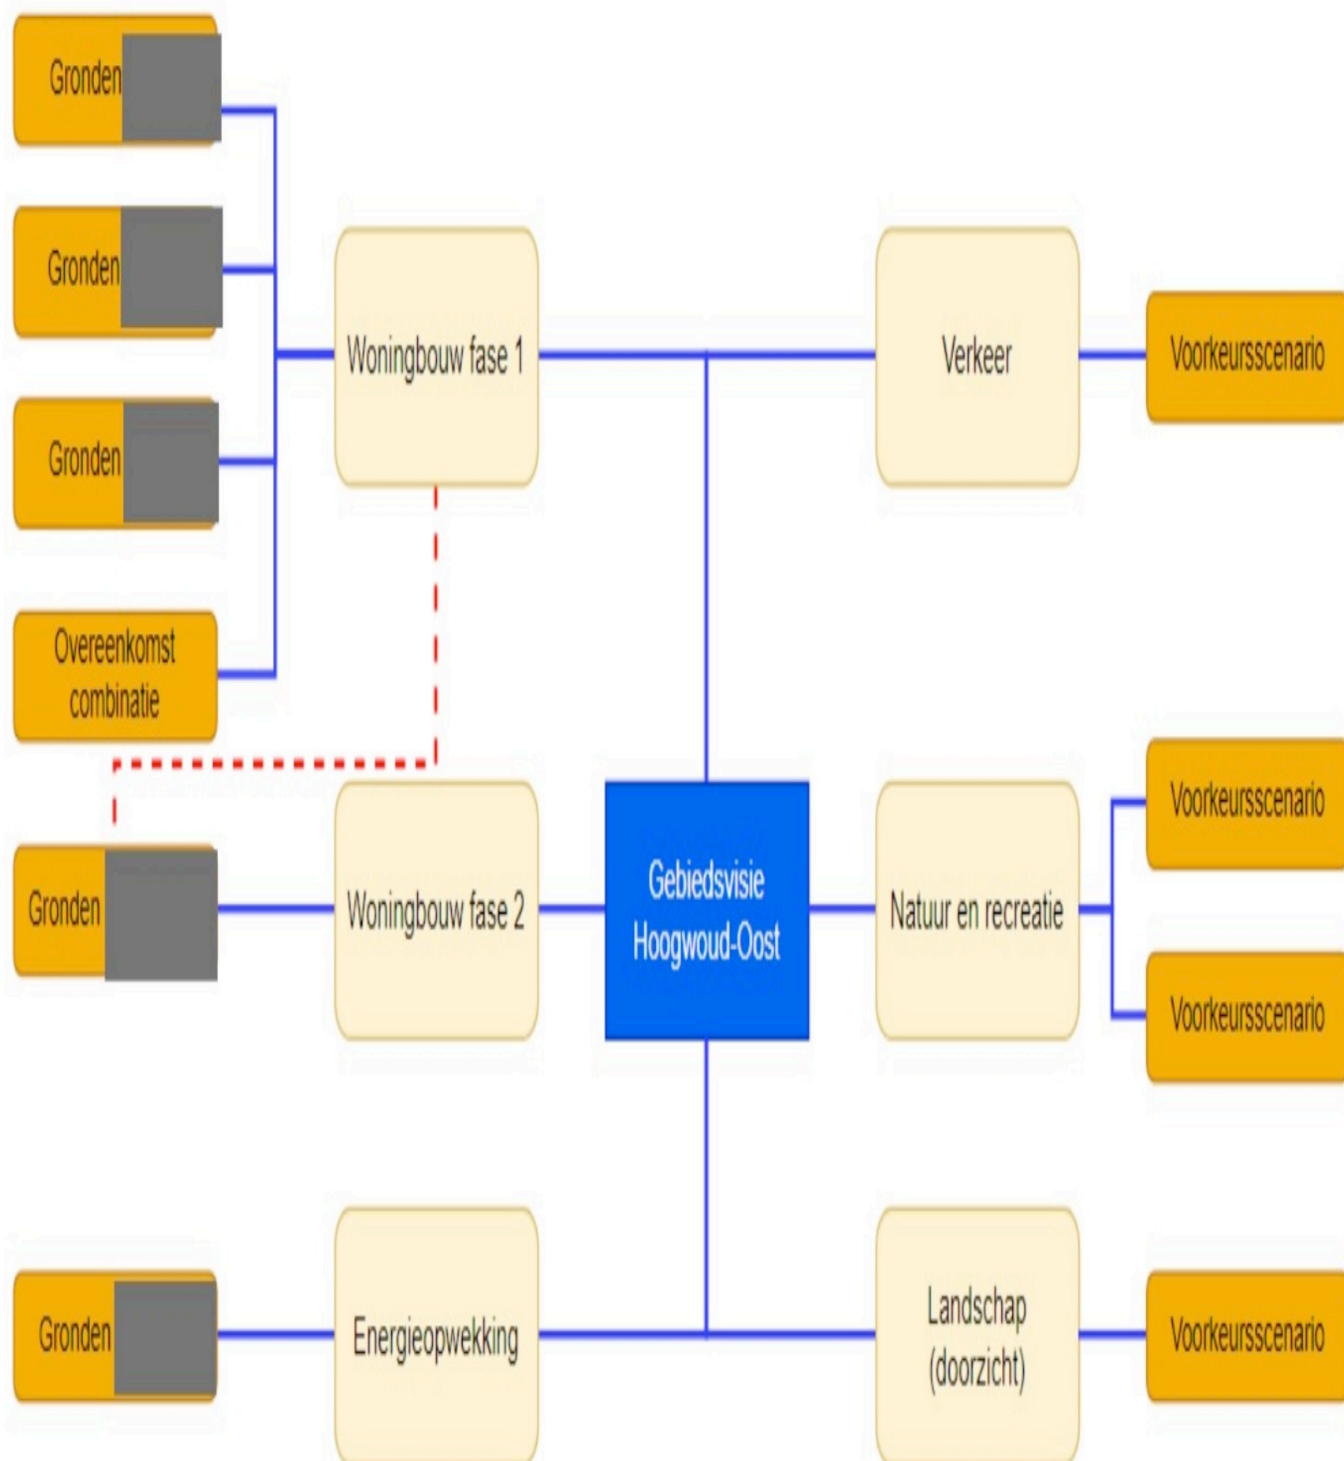 Gronden
Gronden
Woningbouw fase 1
Verkeer
Voorkeursscenario
Gronden
Overeenkomst
combinatie
Gronden
Woningbouw fase 2
Gebiedsvisie
Hoogwoud-Oost
Natuur en recreatie
Voorkeursscenario
Voorkeursscenario
Gronden
Energieopwekking
Landschap
(doorzicht)
Voorkeursscenario